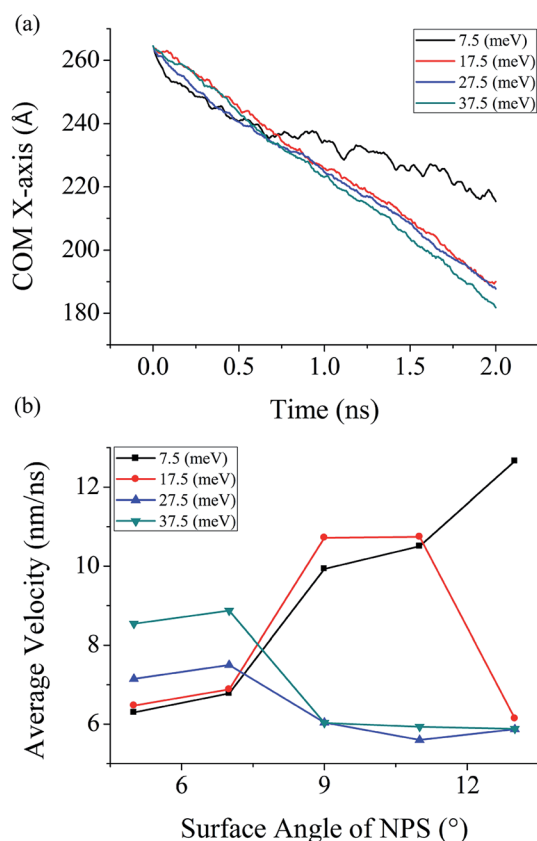 (a)
7.5 (meV)
17.5 (meV)
27.5 (meV)
37.5 (meV)
260
240
220
200
180
COM X-axis (Å)
0.0 0.5 1.0 1.5 2.0
Time (ns)
(b)
7.5 (meV)
17.5 (meV)
27.5 (meV)
37.5 (meV)
12
10
8
6
Average Velocity (nm/ns)
6 9 12
Surface Angle of NPS (°)